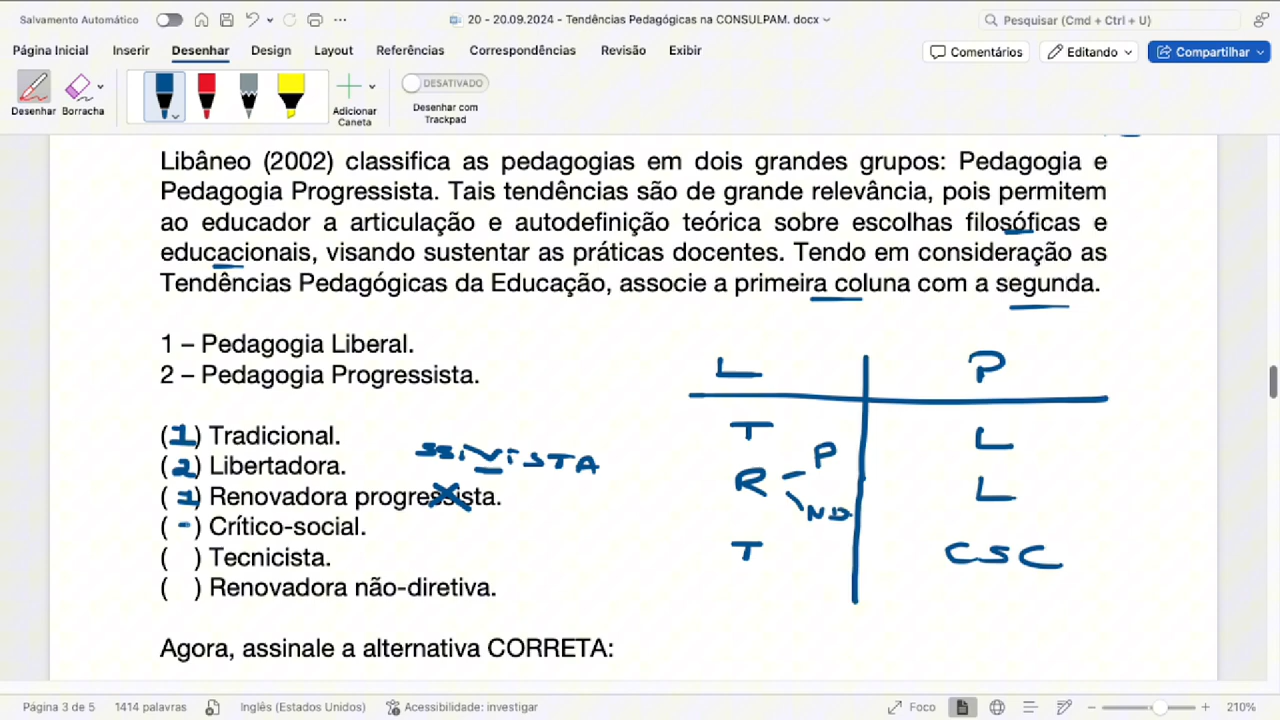 Salvamento Automático
20 - 20.09.2024 - Tendências Pedagógicas na CONSULPAM.docx
Pesquisar (Cmd + Ctrl + U)
Página Inicial Inserir Desenhar Design Layout Referências Correspondências Revisão Exibir Comentários Editando Compartilhar
DESATIVADO
Desenhar Borracha Adicionar Caneta Desenhar com Trackpad
Libâneo (2002) classifica as pedagogias em dois grandes grupos: Pedagogia e
Pedagogia Progressista. Tais tendências são de grande relevância, pois permitem
ao educador a articulação e autodefinição teórica sobre escolhas filosóficas e
educacionais, visando sustentar as práticas docentes. Tendo em consideração as
Tendências Pedagógicas da Educação, associe a primeira coluna com a segunda.
1 – Pedagogia Liberal.
2 – Pedagogia Progressista.
L P
(1) Tradicional. T L
(2) Libertadora. SSIVISTA P
(1) Renovadora progressista. R L
ND
( ) Crítico-social.
( ) Tecnicista. T CSC
( ) Renovadora não-diretiva.
Agora, assinale a alternativa CORRETA:
Página 3 de 5 1414 palavras Inglês (Estados Unidos) Acessibilidade: investigar Foco 210%